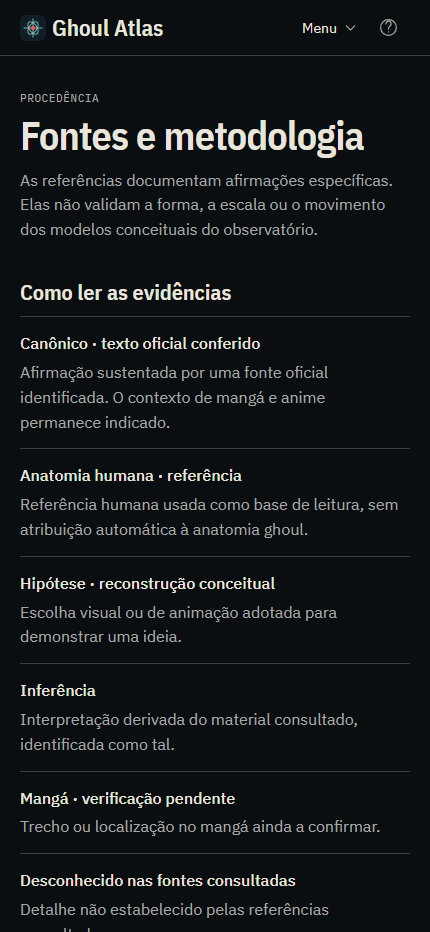 Ghoul Atlas
Menu
PROCEDÊNCIA
Fontes e metodologia
As referências documentam afirmações específicas.
Elas não validam a forma, a escala ou o movimento
dos modelos conceituais do observatório.
Como ler as evidências
Canônico · texto oficial conferido
Afirmação sustentada por uma fonte oficial
identificada. O contexto de mangá e anime
permanece indicado.
Anatomia humana · referência
Referência humana usada como base de leitura, sem
atribuição automática à anatomia ghoul.
Hipótese · reconstrução conceitual
Escolha visual ou de animação adotada para
demonstrar uma ideia.
Inferência
Interpretação derivada do material consultado,
identificada como tal.
Mangá · verificação pendente
Trecho ou localização no mangá ainda a confirmar.
Desconhecido nas fontes consultadas
Detalhe não estabelecido pelas referências